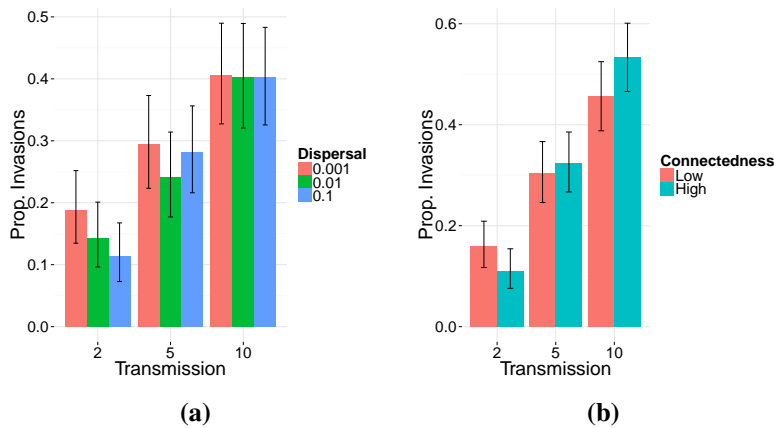 0.5
0.4
0.3
0.2
0.1
0.0
Prop. Invasions
2 5 10
Transmission
Dispersal
0.001
0.01
0.1
(a)
0.6
0.4
0.2
0.0
Prop. Invasions
2 5 10
Transmission
Connectedness
Low
High
(b)